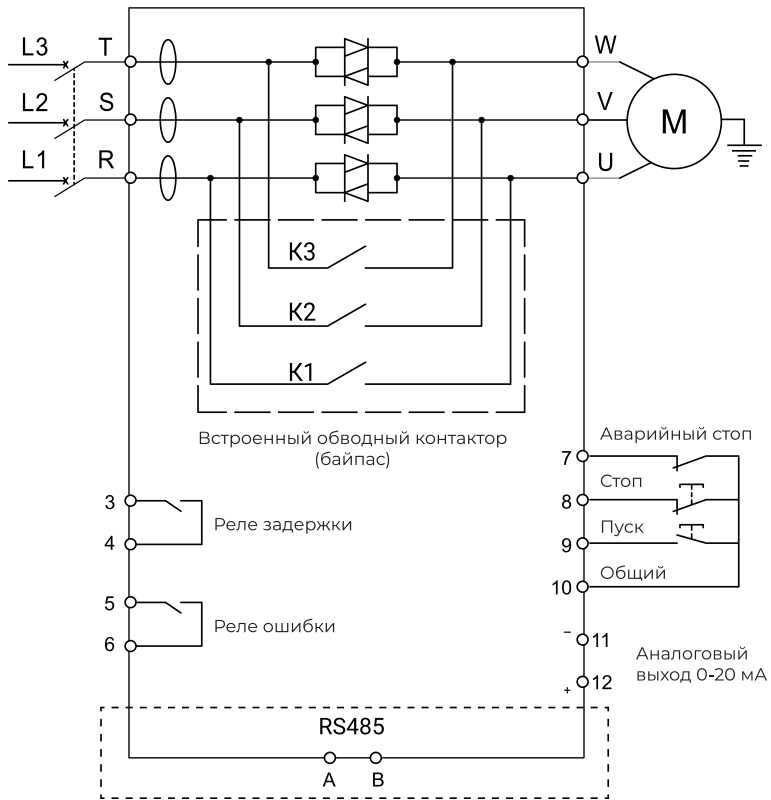 L3
T
W
L2
S
V
M
L1
R
U
K3
K2
K1
Встроенный обводный контактор
(байпас)
7
Аварийный стоп
8
Стоп
9
Пуск
10
Общий
3
4
Реле задержки
5
6
Реле ошибки
−
11
12
+
Аналоговый
выход 0-20 мА
RS485
A
B